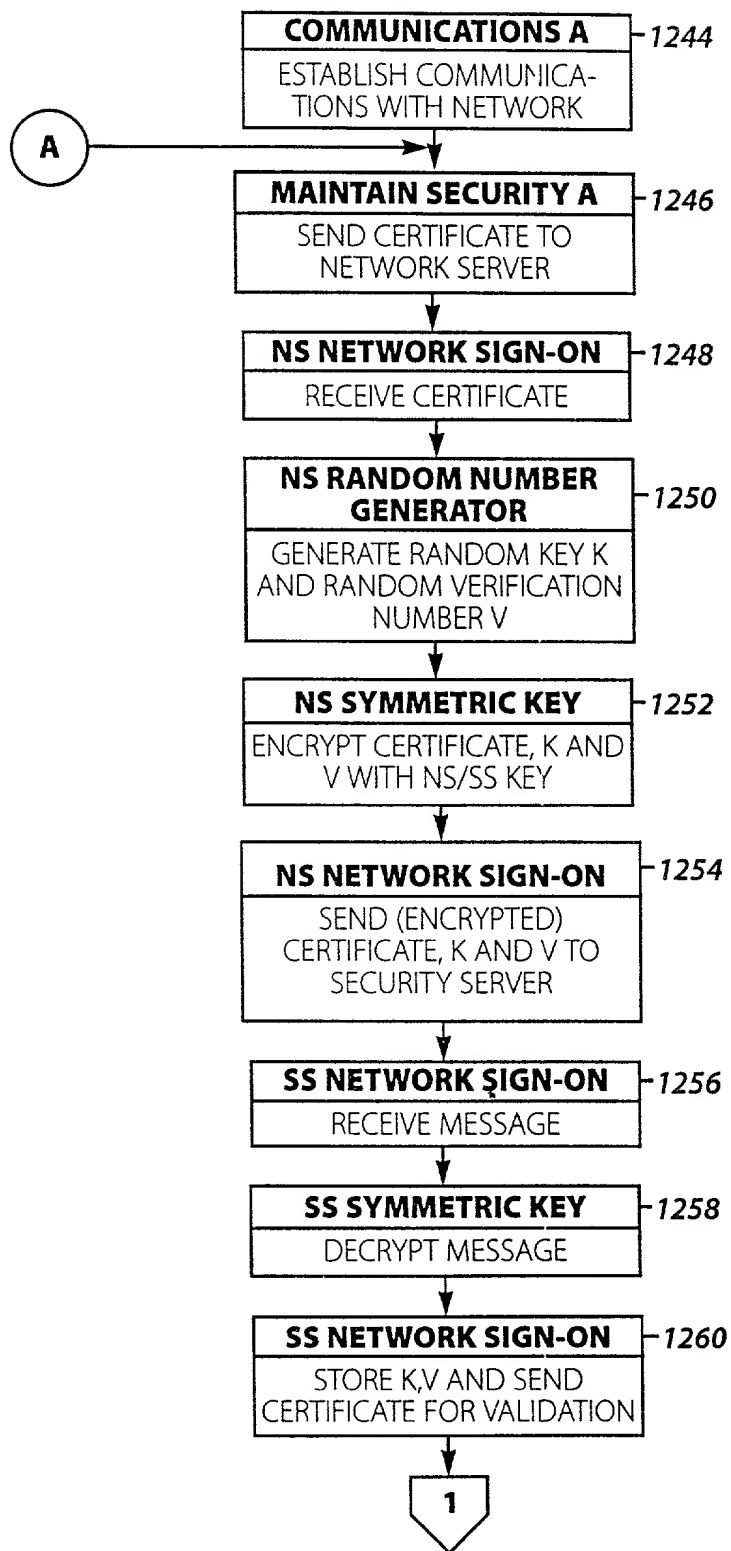 COMMUNICATIONS A
1244
ESTABLISH COMMUNICA-
TIONS WITH NETWORK
A
MAINTAIN SECURITY A
1246
SEND CERTIFICATE TO
NETWORK SERVER
NS NETWORK SIGN-ON
1248
RECEIVE CERTIFICATE
NS RANDOM NUMBER
GENERATOR
1250
GENERATE RANDOM KEY K
AND RANDOM VERIFICATION
NUMBER V
NS SYMMETRIC KEY
1252
ENCRYPT CERTIFICATE, K AND
V WITH NS/SS KEY
NS NETWORK SIGN-ON
1254
SEND (ENCRYPTED)
CERTIFICATE, K AND V TO
SECURITY SERVER
SS NETWORK SIGN-ON
1256
RECEIVE MESSAGE
SS SYMMETRIC KEY
1258
DECRYPT MESSAGE
SS NETWORK SIGN-ON
1260
STORE K,V AND SEND
CERTIFICATE FOR VALIDATION
1